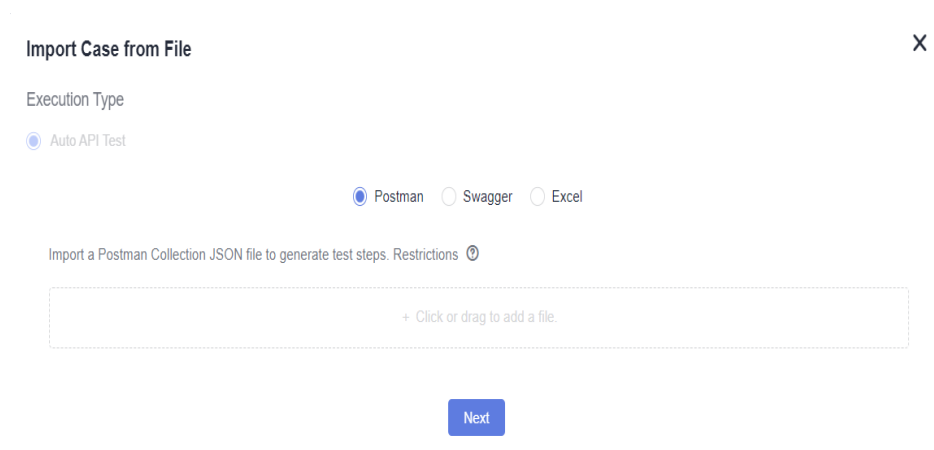 Import Case from File
X
Execution Type
Auto API Test
Postman Swagger Excel
Import a Postman Collection JSON file to generate test steps. Restrictions ?
+ Click or drag to add a file.
Next